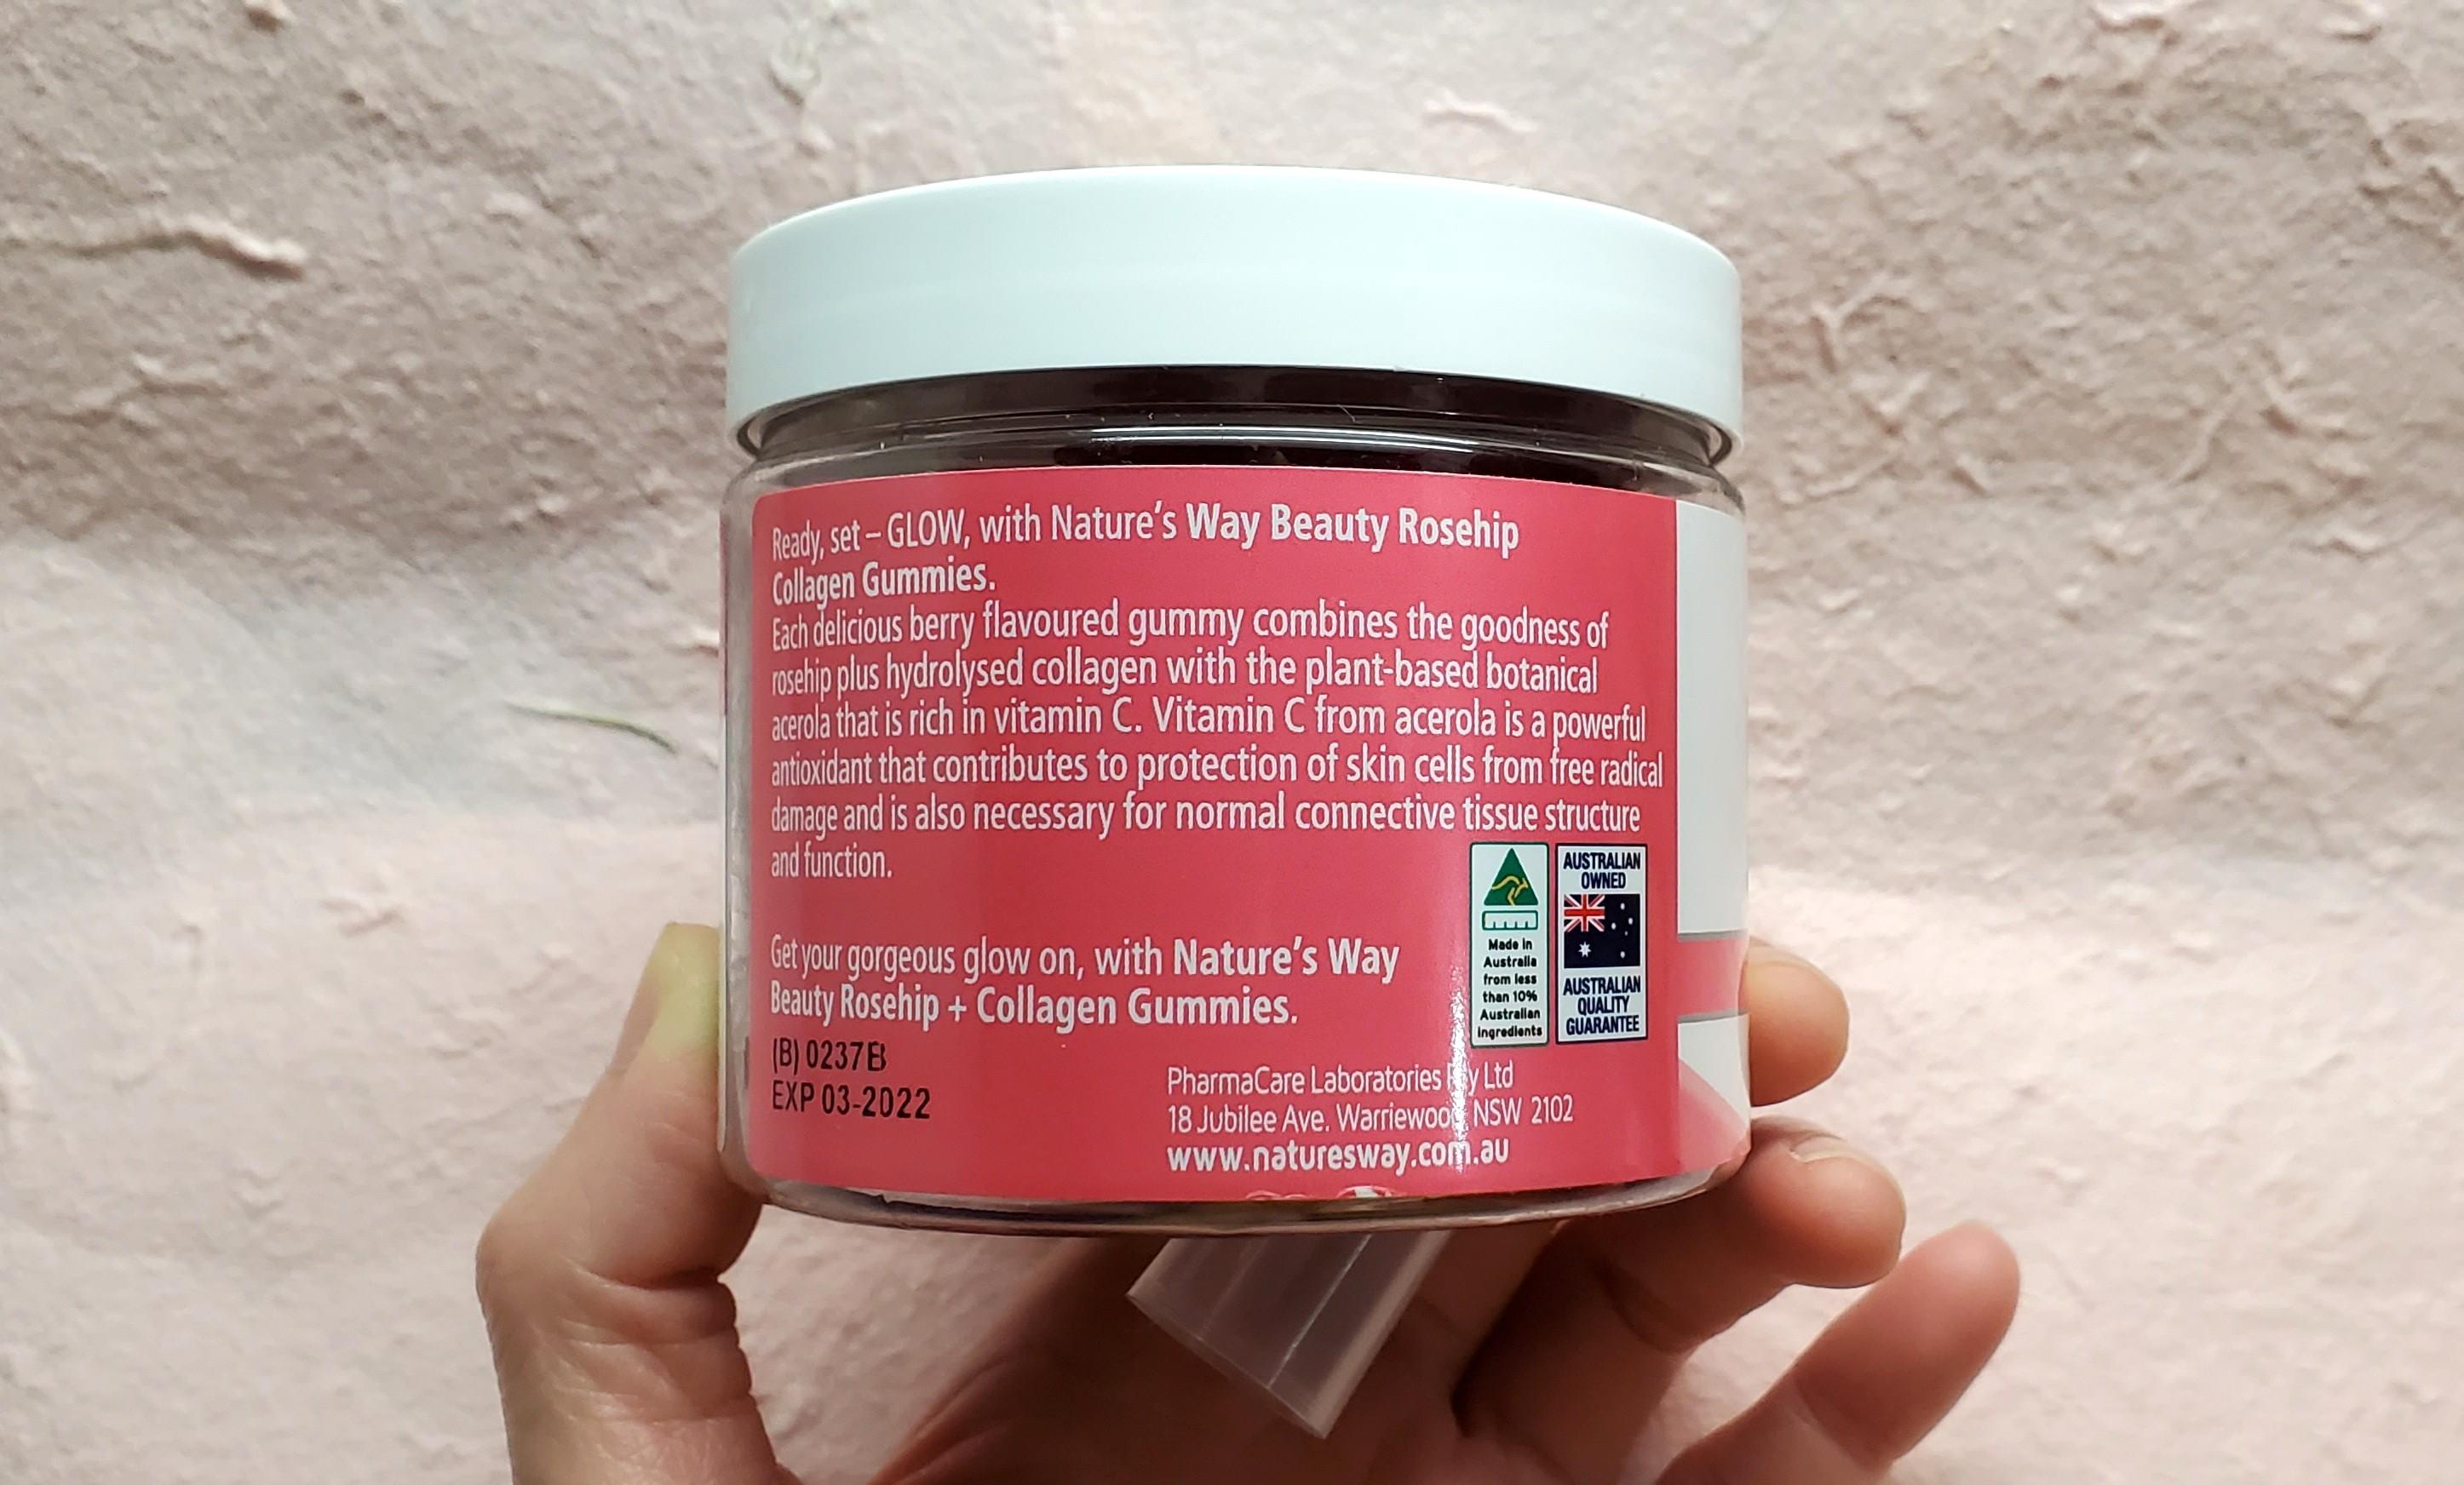 Ready, set – GLOW, with Nature's Way Beauty Rosehip
Collagen Gummies.
Each delicious berry flavoured gummy combines the goodness of
rosehip plus hydrolysed collagen with the plant-based botanical
acerola that is rich in vitamin C. Vitamin C from acerola is a powerful
antioxidant that contributes to protection of skin cells from free radical
damage and is also necessary for normal connective tissue structure
and function.
Get your gorgeous glow on, with Nature's Way
Beauty Rosehip + Collagen Gummies.
(B) 0237B
EXP 03-2022
Made in
Australia
from less
than 10%
Australian
ingredients
AUSTRALIAN
OWNED
AUSTRALIAN
QUALITY
GUARANTEE
PharmaCare Laboratories Pty Ltd
18 Jubilee Ave. Warriewood NSW 2102
www.naturesway.com.au